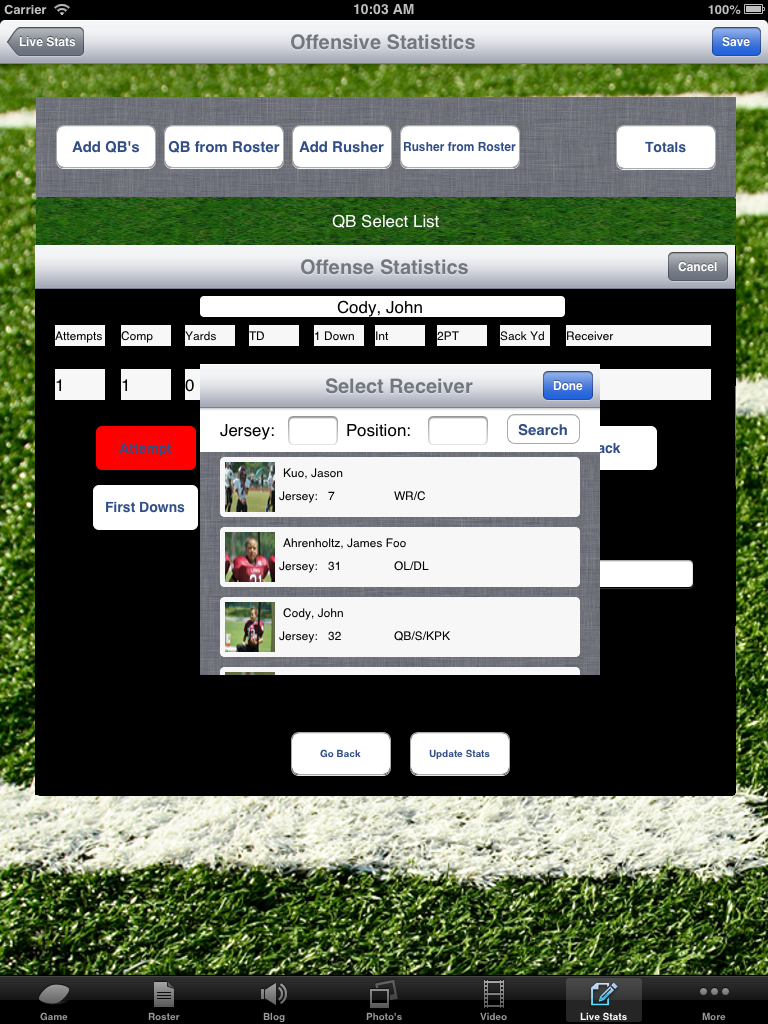 Carrier 10:03 AM 100%
Live Stats Offensive Statistics Save
Add QB's QB from Roster Add Rusher Rusher from Roster Totals
QB Select List
Offense Statistics Cancel
Cody, John
Attempts Comp Yards TD 1 Down Int 2PT Sack Yd Receiver
1 1 0
Select Receiver Done
Jersey: Position: Search
Attempt ack
Kuo, Jason
Jersey: 7 WR/C
First Downs
Ahrenholtz, James Foo
Jersey: 31 OL/DL
Cody, John
Jersey: 32 QB/S/KPK
Go Back Update Stats
Game Roster Blog Photo's Video Live Stats More